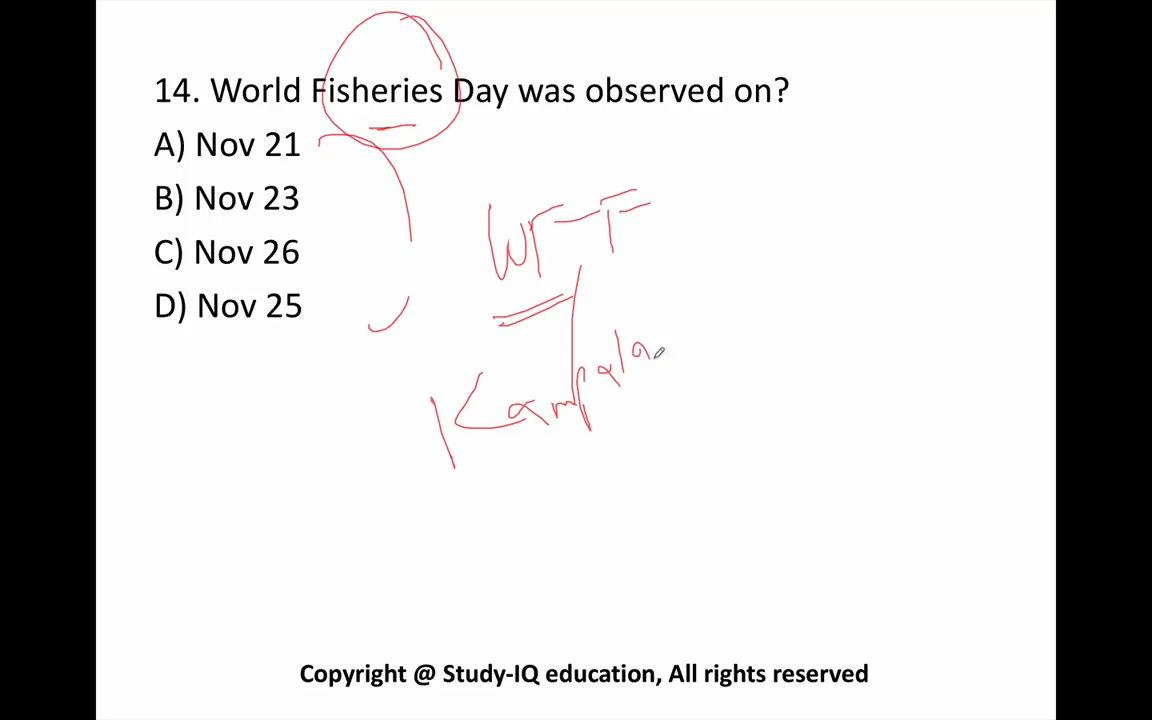 14. World Fisheries Day was observed on?
A) Nov 21
B) Nov 23
C) Nov 26
D) Nov 25
WFF
Kampala
Copyright @ Study-IQ education, All rights reserved